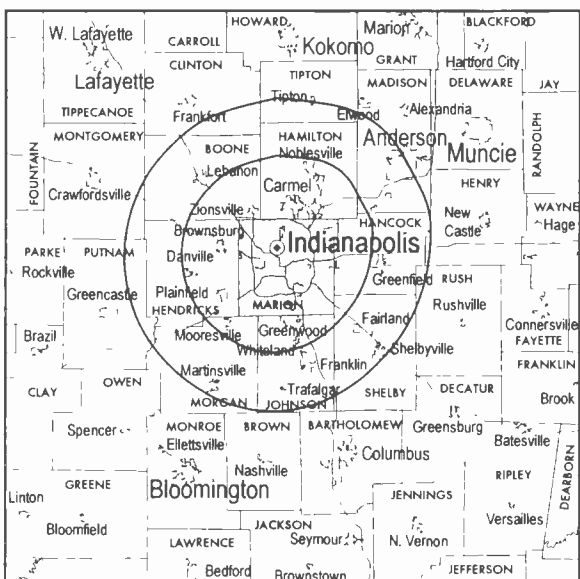 HOWARD
Marion
BLACKFORD
W. Lafayette
CARROLL
Kokomo
GRANT
Hartford City
CLINTON
Lafayette
TIPTON
MADISON
DELAWARE
JAY
TIPPECANOE
Frankfort
Tipton
Elwood
Alexandria
MONTGOMERY
BOONE
HAMILTON
Anderson
Muncie
RANDOLPH
Noblesville
FOUNTAIN
Lebanon
Crawfordsville
Carmel
HENRY
Zionsville
HANCOCK
New
Castle
WAYNE
Hage
Brownsburg
Indianapolis
PARKE
PUTNAM
Danville
Rockville
Greenfield
RUSH
Greencastle
Plainfield
MARION
Rushville
HENDRICKS
Fairland
Connersville
Brazil
Mooresville
Greenwood
FAYETTE
Whiteland
Shelbyville
Franklin
FRANKLIN
Martinsville
CLAY
OWEN
Trafalgar
SHELBY
DECATUR
Brook
MORGAN
JOHNSON
Spencer
MONROE
BROWN
BARTHOLOMEW
Greensburg
Ellettsville
Columbus
Batesville
Nashville
GREENE
RIPLEY
DEARBORN
Linton
Bloomington
JENNINGS
Versailles
Bloomfield
JACKSON
LAWRENCE
Seymour
N. Vernon
Bedford
Brownstown
JEFFERSON